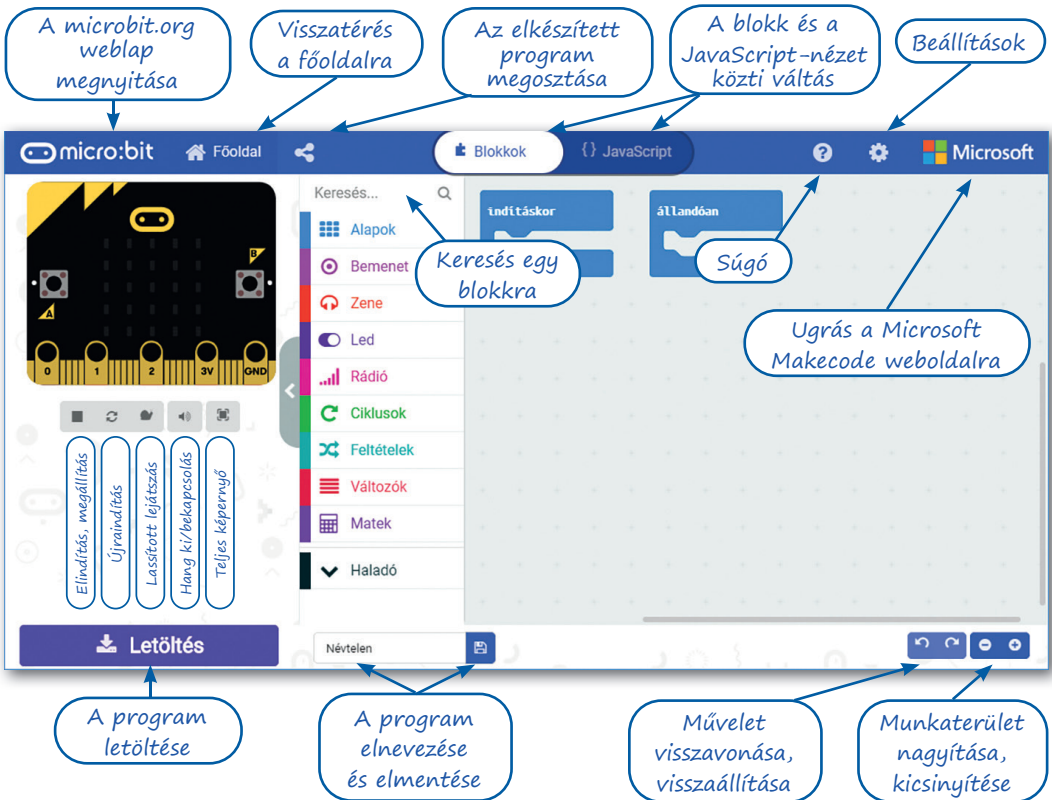 A microbit.org
weblap
megnyitása
Visszatérés
a főoldalra
Az elkészített
program
megosztása
A blokk és a
JavaScript-nézet
közti váltás
Beállítások
micro:bit
Főoldal
Blokkok
{} JavaScript
?
Microsoft
Keresés...
Alapok
Bemenet
Zene
Led
Rádió
Ciklusok
Feltételek
Változók
Matek
Haladó
indításkor
állandóan
Keresés egy
blokkra
Súgó
Ugrás a Microsoft
Makecode weboldalra
A
B
0
1
2
3V
GND
Elindítás, megállítás
Újraindítás
Lassított lejátszás
Hang ki/bekapcsolás
Teljes képernyő
Letöltés
Névtelen
A program
letöltése
A program
elnevezése
és elmentése
Művelet
visszavonása,
visszaállítása
Munkaterület
nagyítása,
kicsinyítése